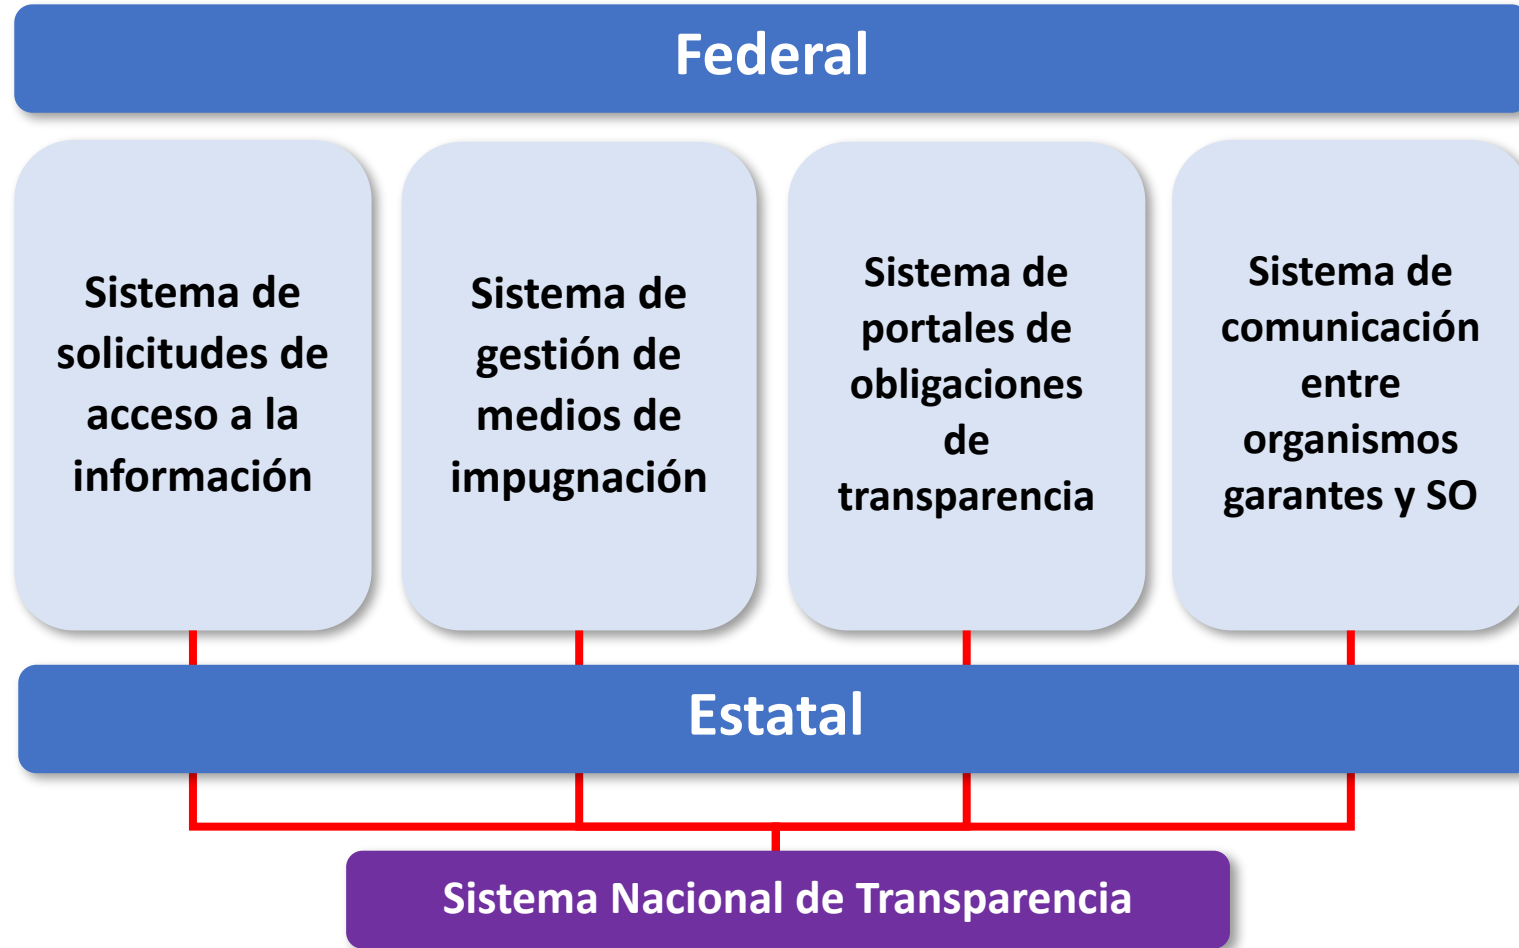 Federal
Sistema de
solicitudes de
acceso a la
información
Sistema de
gestión de
medios de
impugnación
Sistema de
portales de
obligaciones
de
transparencia
Sistema de
comunicación
entre
organismos
garantes y SO
Estatal
Sistema Nacional de Transparencia